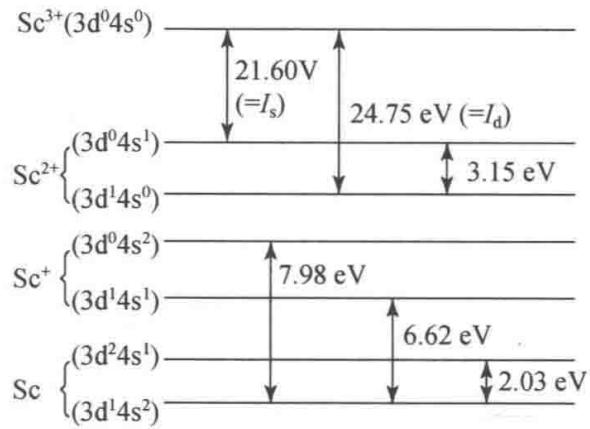 Sc³⁺(3d⁰4s⁰)
21.60V
(=Iₛ)
24.75 eV (=I_d)
(3d⁰4s¹)
Sc²⁺
3.15 eV
(3d¹4s⁰)
(3d⁰4s²)
Sc⁺
7.98 eV
(3d¹4s¹)
6.62 eV
(3d²4s¹)
Sc
2.03 eV
(3d¹4s²)